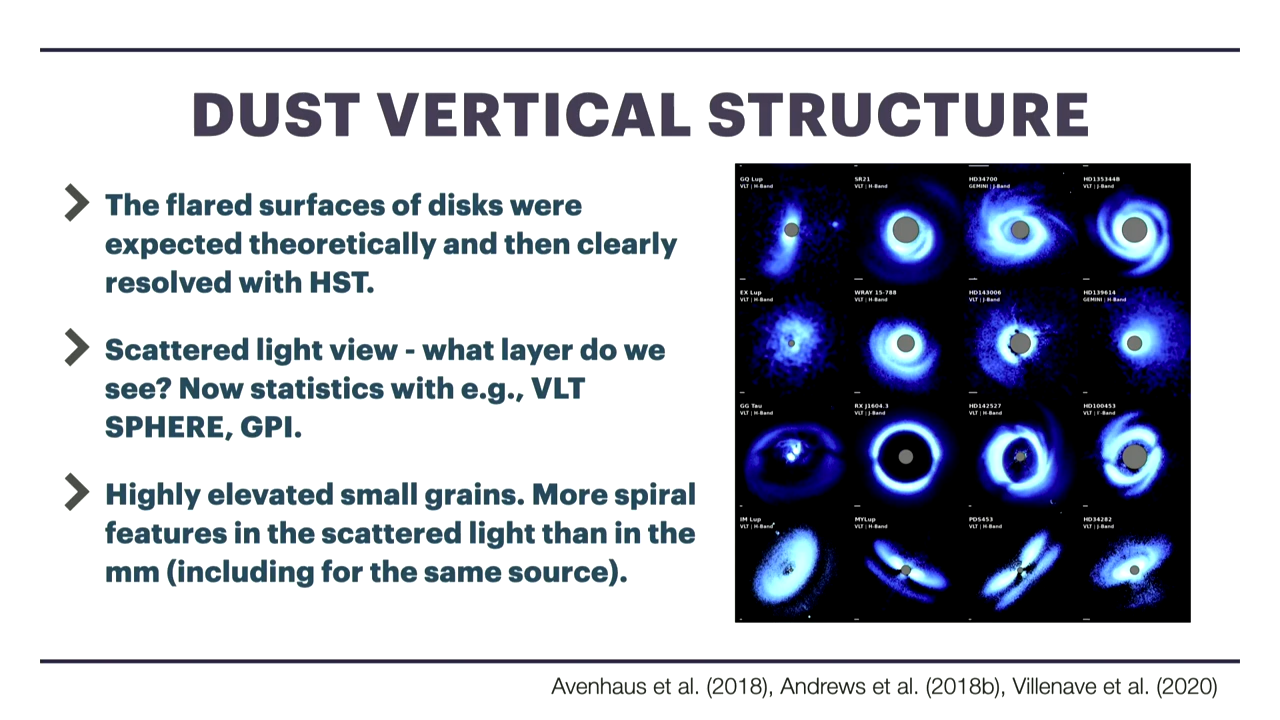 DUST VERTICAL STRUCTURE
The flared surfaces of disks were
expected theoretically and then clearly
resolved with HST.
Scattered light view - what layer do we
see? Now statistics with e.g., VLT
SPHERE, GPI.
Highly elevated small grains. More spiral
features in the scattered light than in the
mm (including for the same source).
GQ Lup
VLT | H-Band
SR21
VLT | H-Band
HD34700
GEMINI | J-Band
HD135344B
VLT | J-Band
EX Lup
VLT | H-Band
WRAY 15-788
VLT | H-Band
HD143006
VLT | J-Band
HD139614
GEMINI | H-Band
GG Tau
VLT | H-Band
RX J1604.3
VLT | J-Band
HD142527
VLT | H-Band
HD100453
IM Lup
VLT | H-Band
MYLup
VLT | H-Band
PDS453
VLT | H-Band
HD34282
VLT | J-Band
Avenhaus et al. (2018), Andrews et al. (2018b), Villenave et al. (2020)